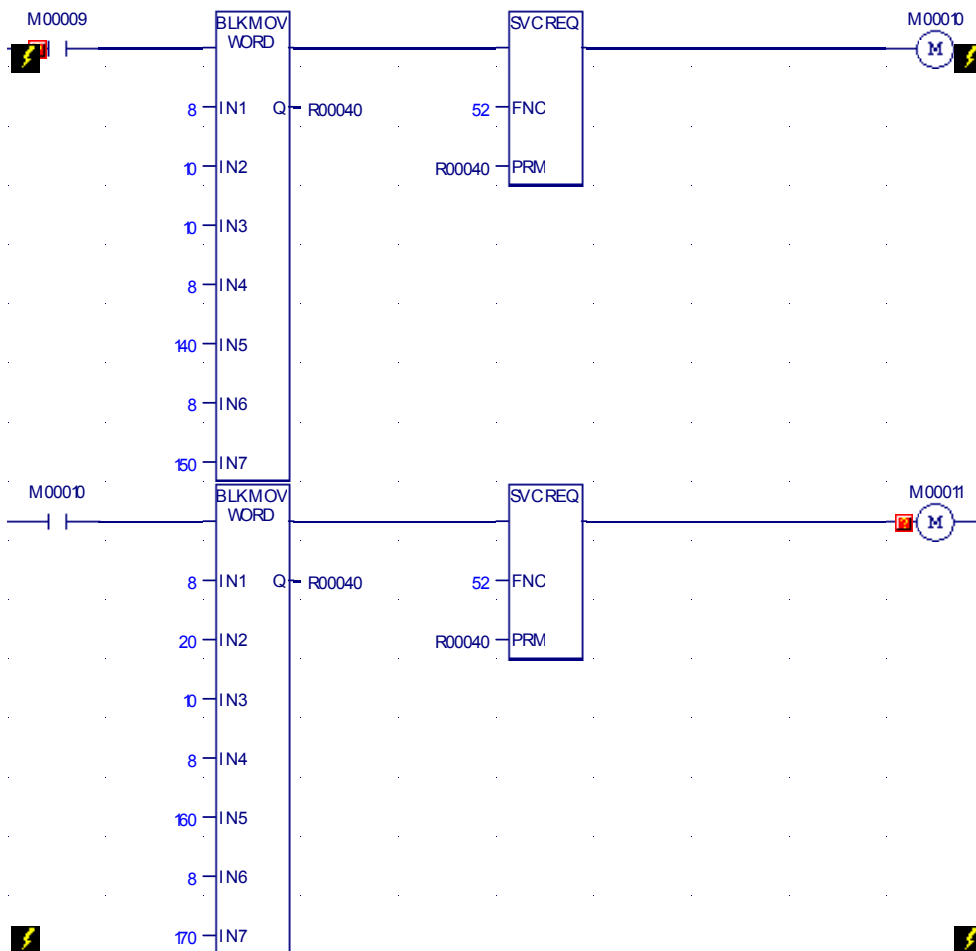 M00009 M00010
BLKMOV SVCREQ
WORD
M
8 IN1 Q R00040 52 FNC
10 IN2 R00040 PRM
10 IN3
8 IN4
140 IN5
8 IN6
150 IN7
M00010 M00011
BLKMOV SVCREQ
WORD
? M
8 IN1 Q R00040 52 FNC
20 IN2 R00040 PRM
10 IN3
8 IN4
160 IN5
8 IN6
170 IN7